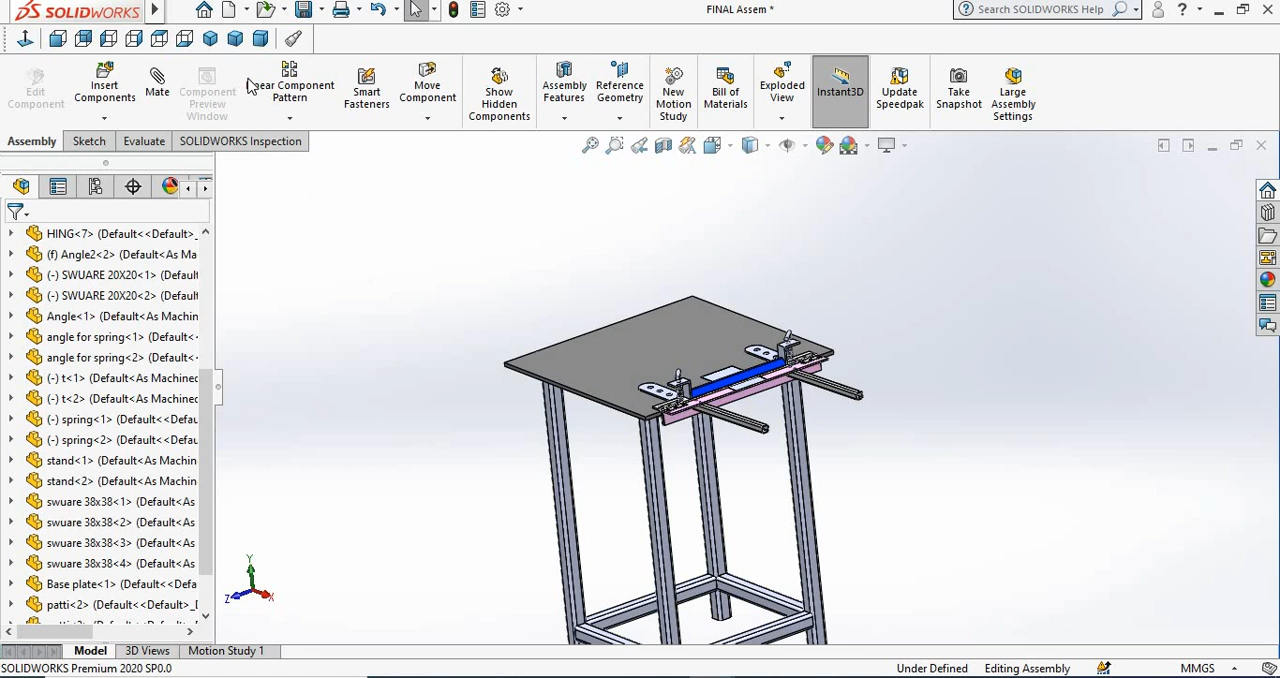 SOLIDWORKS
FINAL Assem *
Search SOLIDWORKS Help
Edit Component
Insert Components
Mate
Component Preview Window
Component Pattern
Smart Fasteners
Move Component
Show Hidden Components
Assembly Features
Reference Geometry
New Motion Study
Bill of Materials
Exploded View
Instant3D
Update Speedpak
Take Snapshot
Large Assembly Settings
Assembly
Sketch
Evaluate
SOLIDWORKS Inspection
HING<7> (Default<<Default>_
(f) Angle2<2> (Default<As Ma
(-) SWUARE 20X20<1> (Default
(-) SWUARE 20X20<2> (Default
Angle<1> (Default<As Machin
angle for spring<1> (Default<
angle for spring<2> (Default<
(-) t<1> (Default<As Machined
(-) t<2> (Default<As Machined
(-) spring<1> (Default<<Defau
(-) spring<2> (Default<<Defau
stand<1> (Default<As Machine
stand<2> (Default<As Machine
swuare 38x38<1> (Default<As
swuare 38x38<2> (Default<As
swuare 38x38<3> (Default<As
swuare 38x38<4> (Default<As
Base plate<1> (Default<<Defa
patti<2> (Default<<Default>_
Y
Z
X
Model
3D Views
Motion Study 1
SOLIDWORKS Premium 2020 SP0.0
Under Defined
Editing Assembly
MMGS